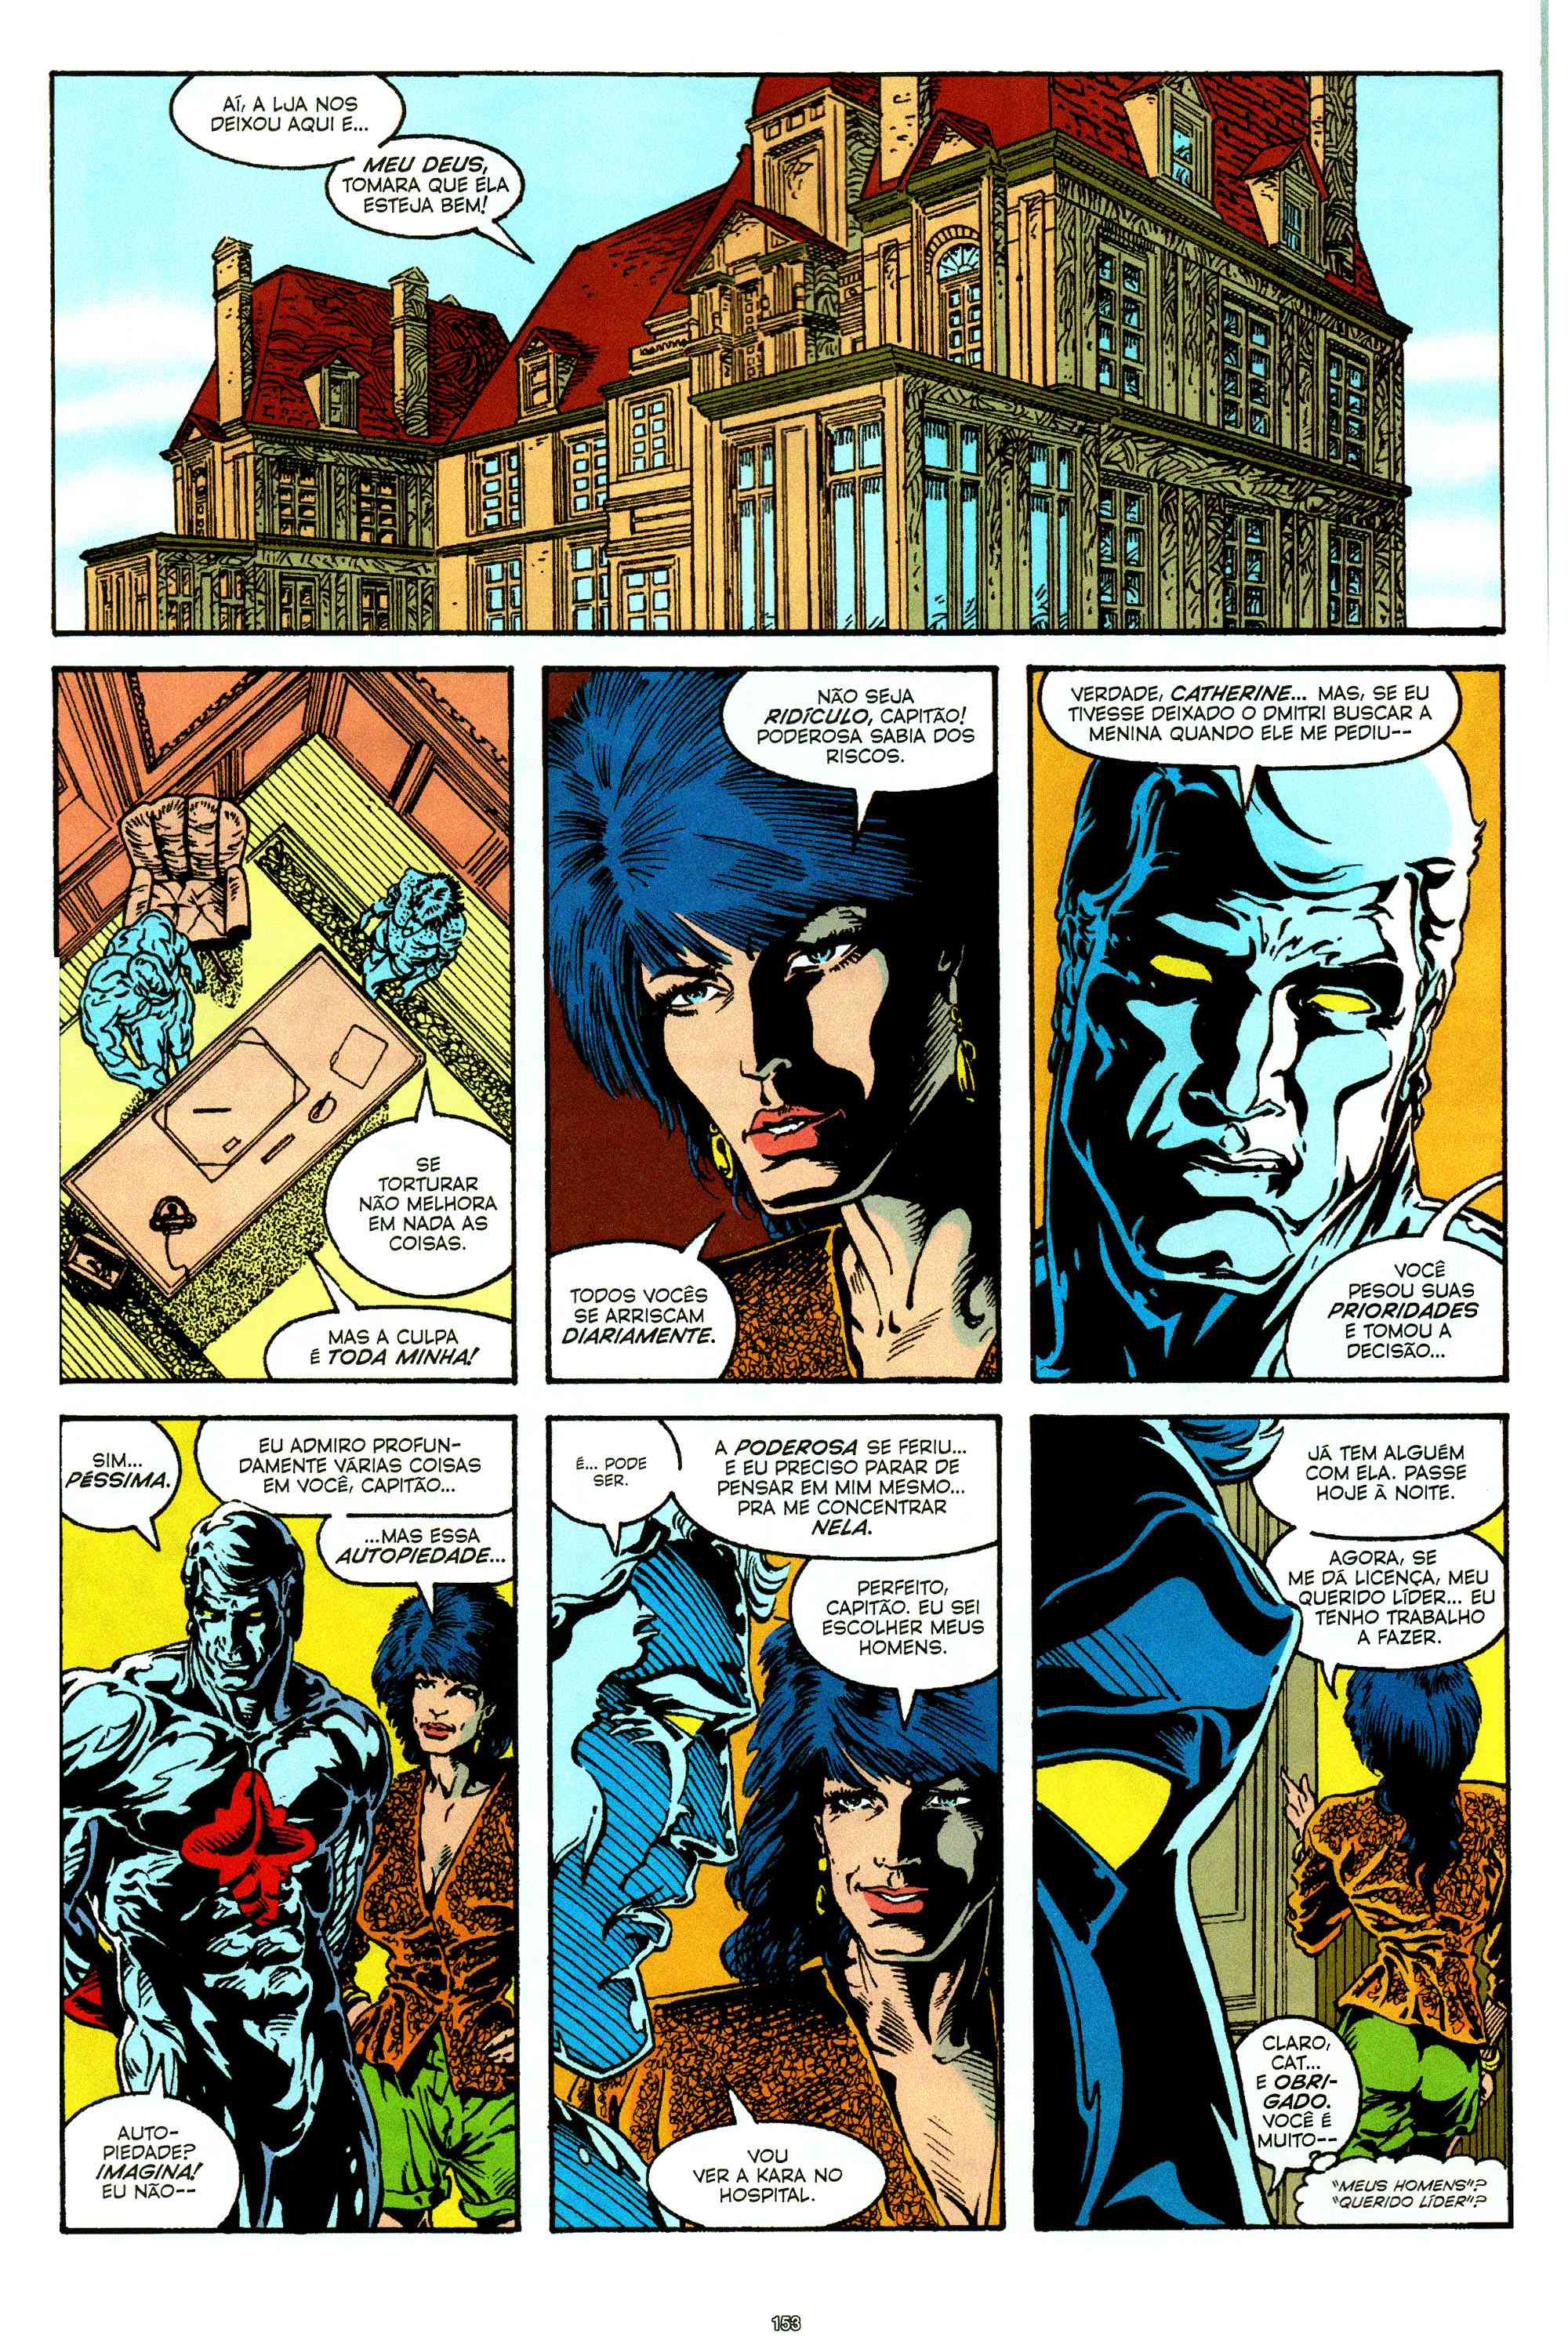 AÍ, A LJA NOS
DEIXOU AQUI E...
MEU DEUS,
TOMARA QUE ELA
ESTEJA BEM!
SE
TORTURAR
NÃO MELHORA
EM NADA AS
COISAS.
MAS A CULPA
É TODA MINHA!
NÃO SEJA
RIDÍCULO, CAPITÃO!
PODEROSA SABIA DOS
RISCOS.
TODOS VOCÊS
SE ARRISCAM
DIARIAMENTE.
VERDADE, CATHERINE... MAS, SE EU
TIVESSE DEIXADO O DMITRI BUSCAR A
MENINA QUANDO ELE ME PEDIU--
VOCÊ
PESOU SUAS
PRIORIDADES
E TOMOU A
DECISÃO...
SIM...
PÉSSIMA.
EU ADMIRO PROFUN-
DAMENTE VÁRIAS COISAS
EM VOCÊ, CAPITÃO...
...MAS ESSA
AUTOPIEDADE...
AUTO-
PIEDADE?
IMAGINA!
EU NÃO--
É... PODE
SER.
A PODEROSA SE FERIU...
E EU PRECISO PARAR DE
PENSAR EM MIM MESMO...
PRA ME CONCENTRAR
NELA.
PERFEITO,
CAPITÃO. EU SEI
ESCOLHER MEUS
HOMENS.
VOU
VER A KARA NO
HOSPITAL.
JÁ TEM ALGUÉM
COM ELA. PASSE
HOJE À NOITE.
AGORA, SE
ME DÁ LICENÇA, MEU
QUERIDO LÍDER... EU
TENHO TRABALHO
A FAZER.
CLARO,
CAT...
E OBRI-
GADO.
VOCÊ É
MUITO--
"MEUS HOMENS"?
"QUERIDO LÍDER"?
153